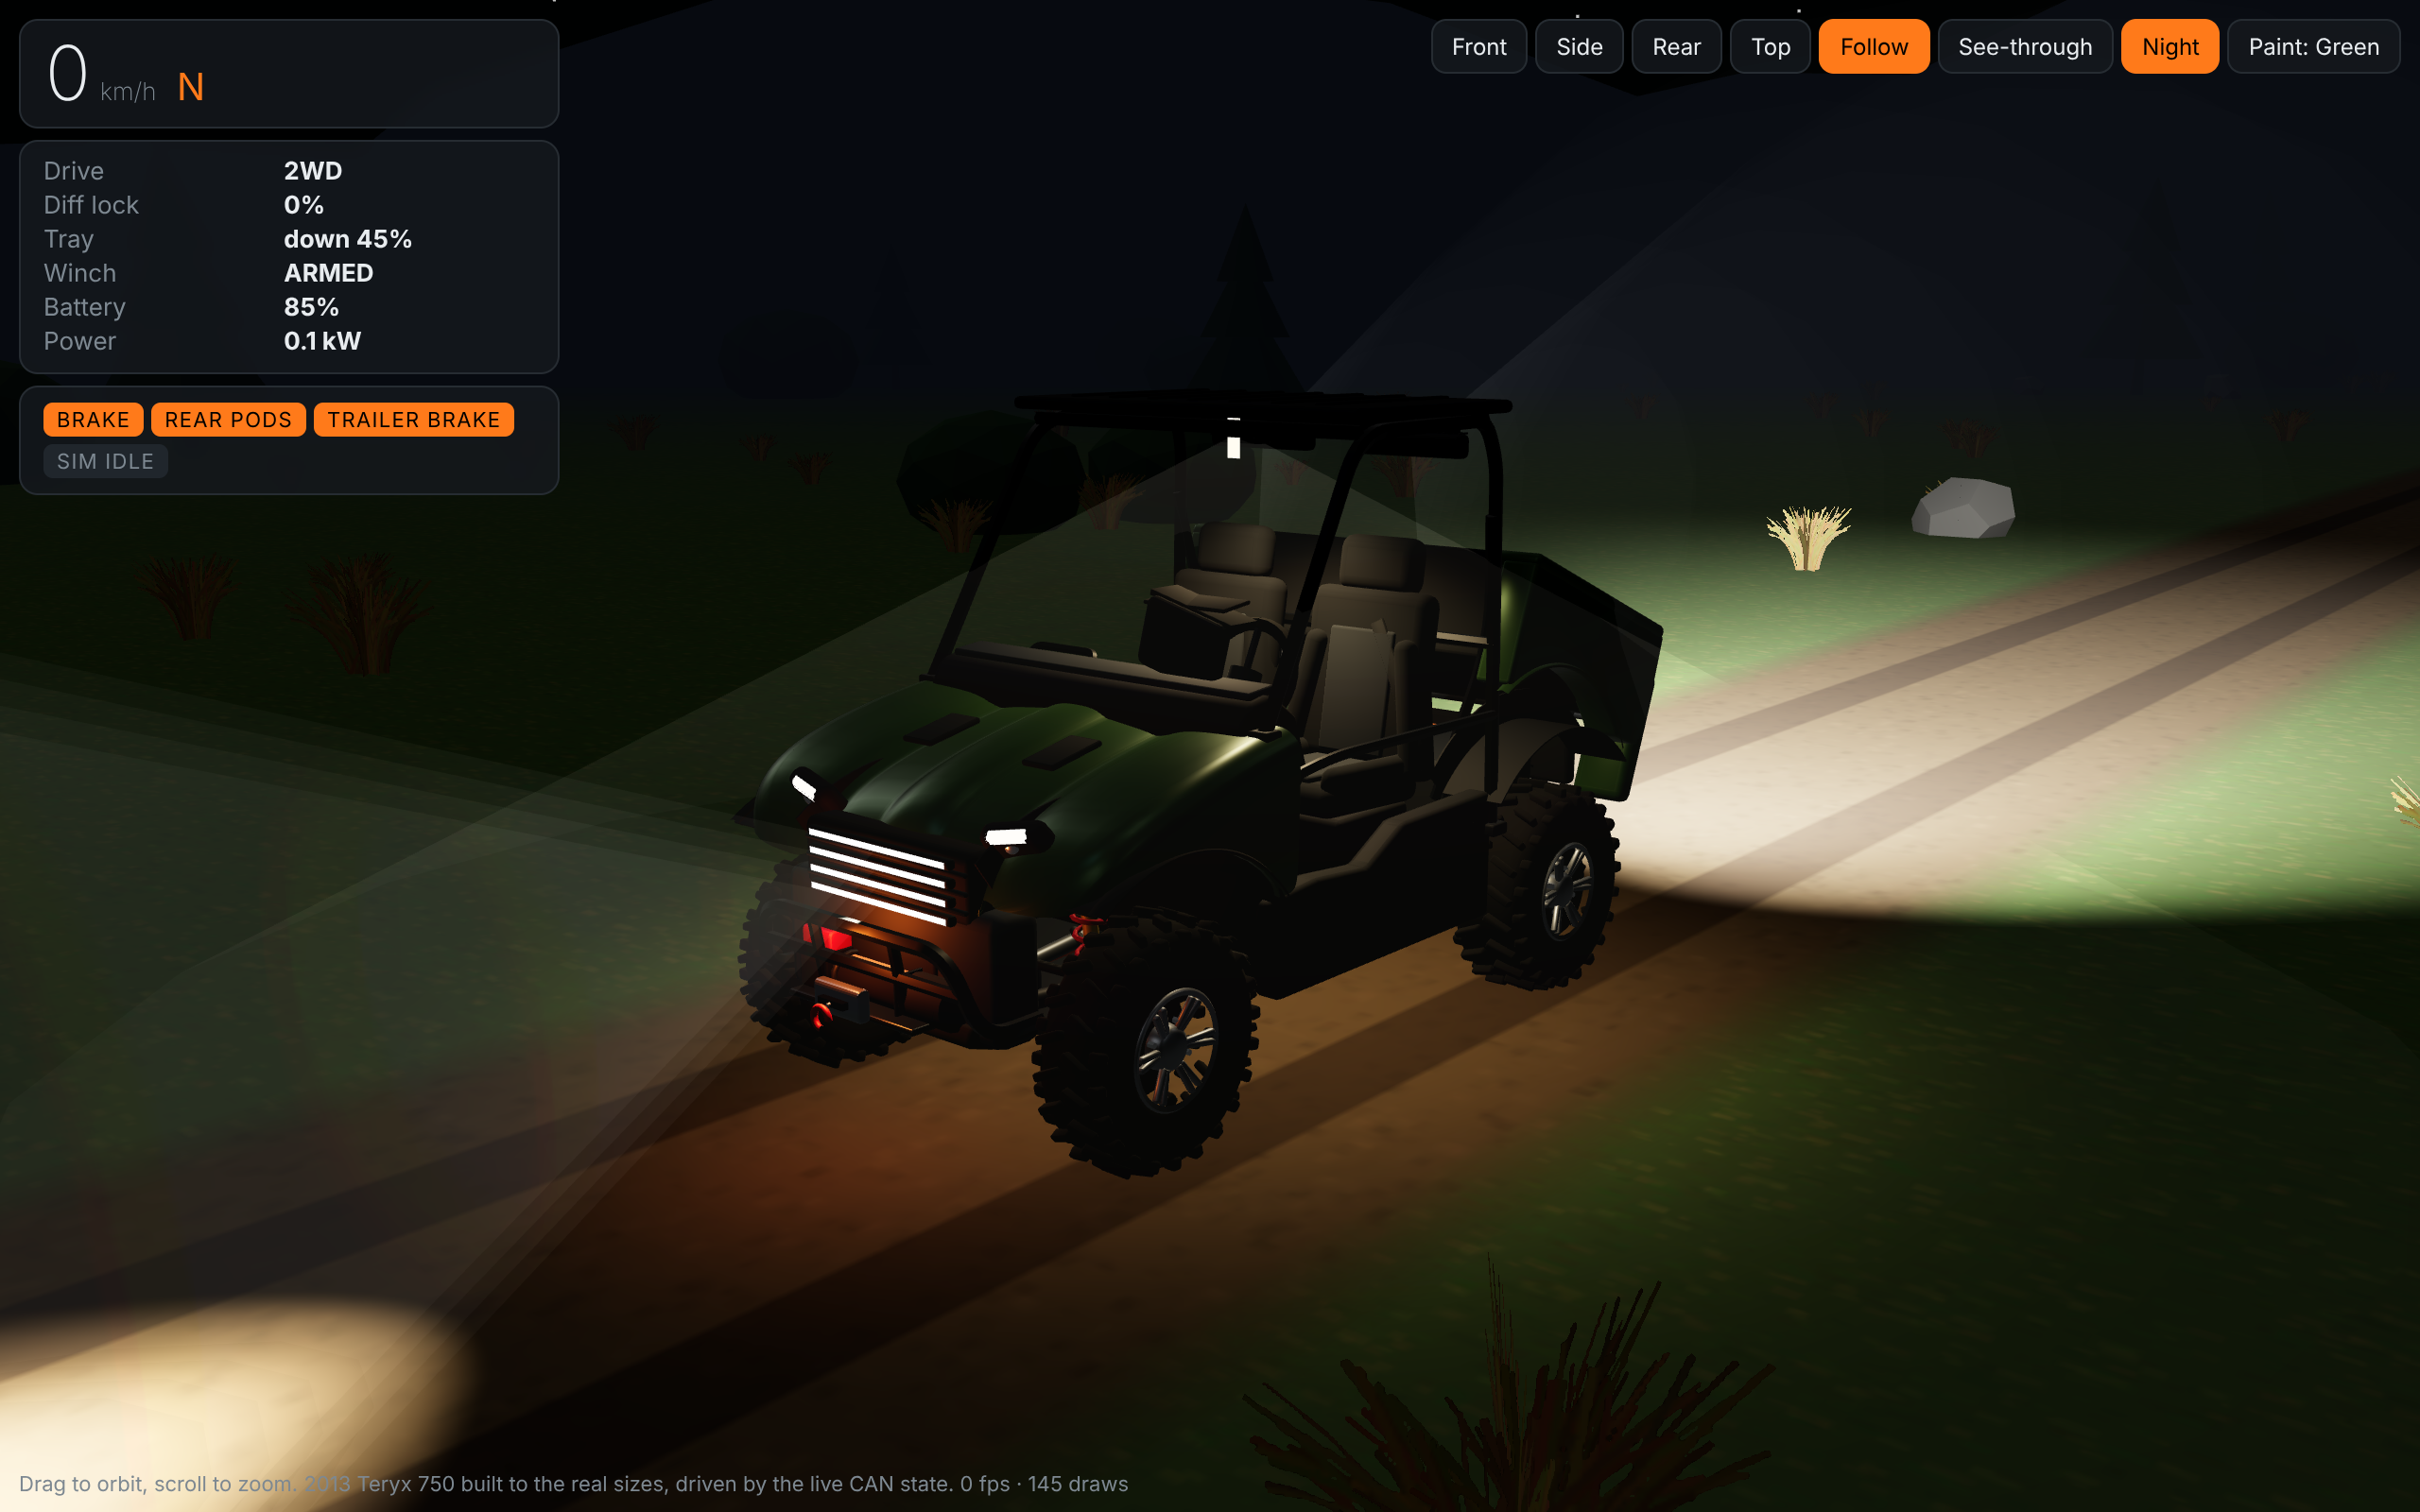 0 km/h N
Front Side Rear Top Follow See-through Night Paint: Green
Drive 2WD
Diff lock 0%
Tray down 45%
Winch ARMED
Battery 85%
Power 0.1 kW
BRAKE REAR PODS TRAILER BRAKE
SIM IDLE
Drag to orbit, scroll to zoom. 2013 Teryx 750 built to the real sizes, driven by the live CAN state. 0 fps · 145 draws